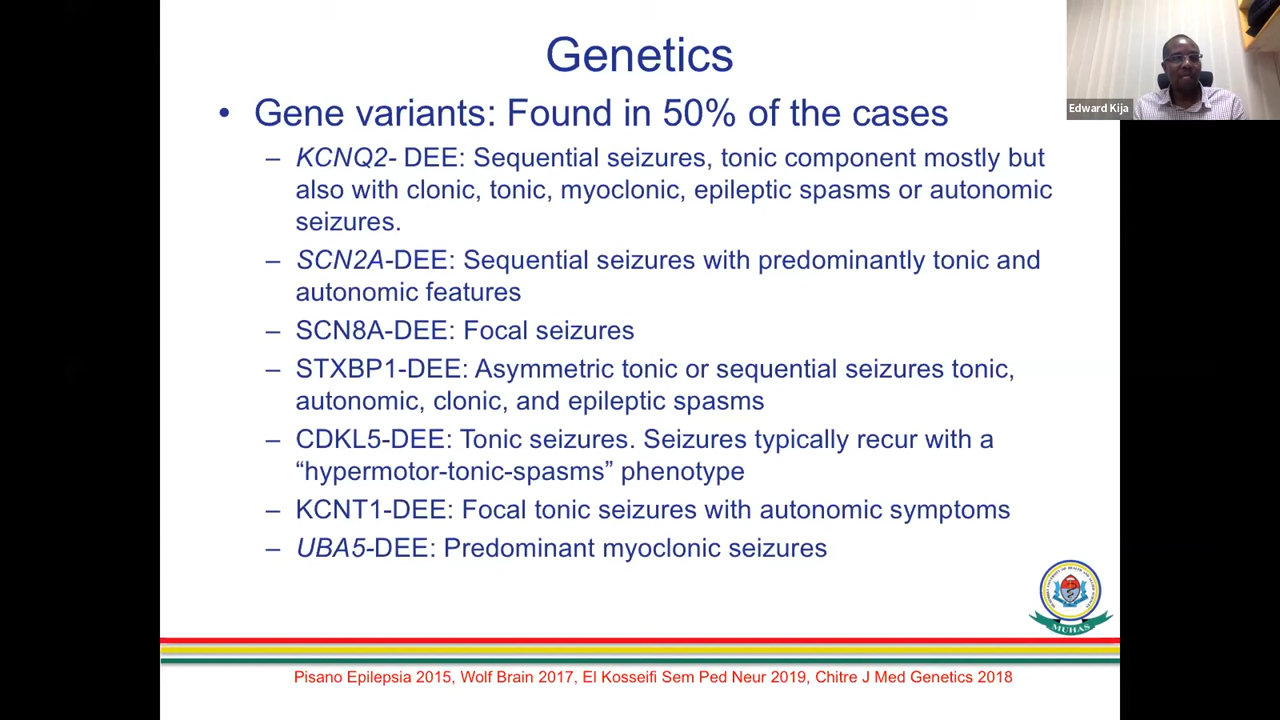 Genetics
Edward Kija
• Gene variants: Found in 50% of the cases
– KCNQ2- DEE: Sequential seizures, tonic component mostly but
also with clonic, tonic, myoclonic, epileptic spasms or autonomic
seizures.
– SCN2A-DEE: Sequential seizures with predominantly tonic and
autonomic features
– SCN8A-DEE: Focal seizures
– STXBP1-DEE: Asymmetric tonic or sequential seizures tonic,
autonomic, clonic, and epileptic spasms
– CDKL5-DEE: Tonic seizures. Seizures typically recur with a
“hypermotor-tonic-spasms” phenotype
– KCNT1-DEE: Focal tonic seizures with autonomic symptoms
– UBA5-DEE: Predominant myoclonic seizures
MUHAS
Pisano Epilepsia 2015, Wolf Brain 2017, El Kosseifi Sem Ped Neur 2019, Chitre J Med Genetics 2018